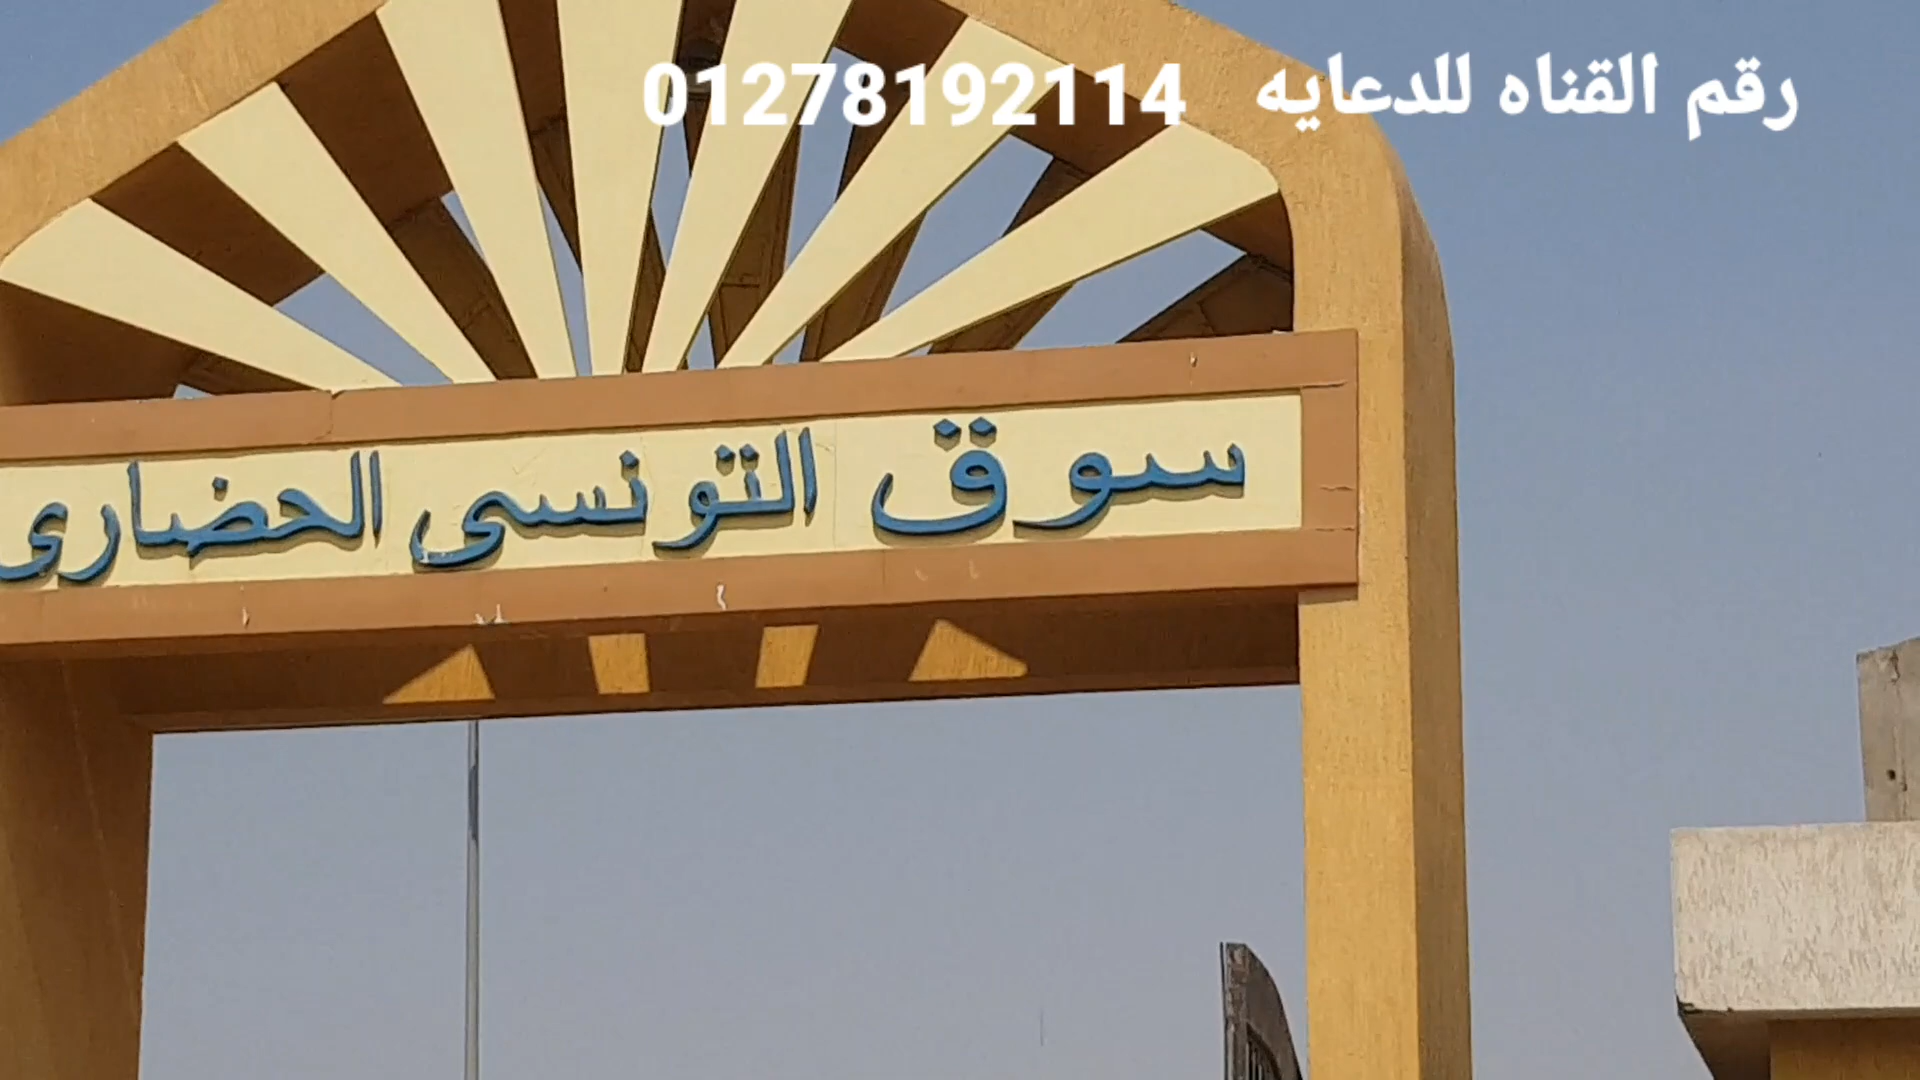 رقم القناه للدعايه 01278192114
سوق التونسى الحضارى